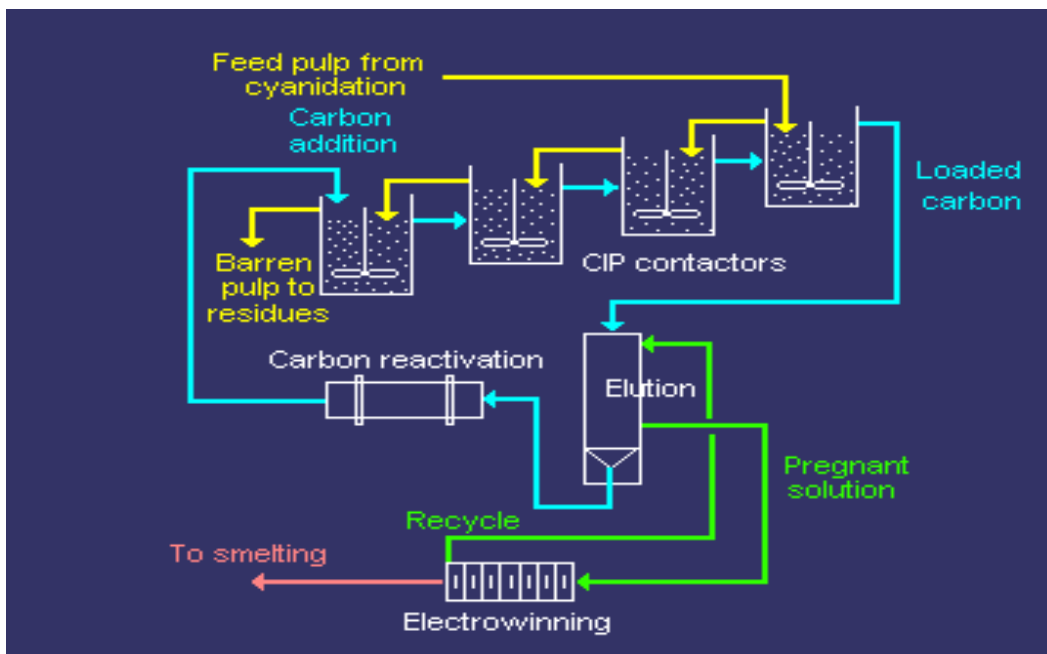 Feed pulp from
cyanidation
Carbon
addition
Loaded
carbon
CIP contactors
Barren
pulp to
residues
Carbon reactivation
Elution
Pregnant
solution
Recycle
To smelting
Electrowinning